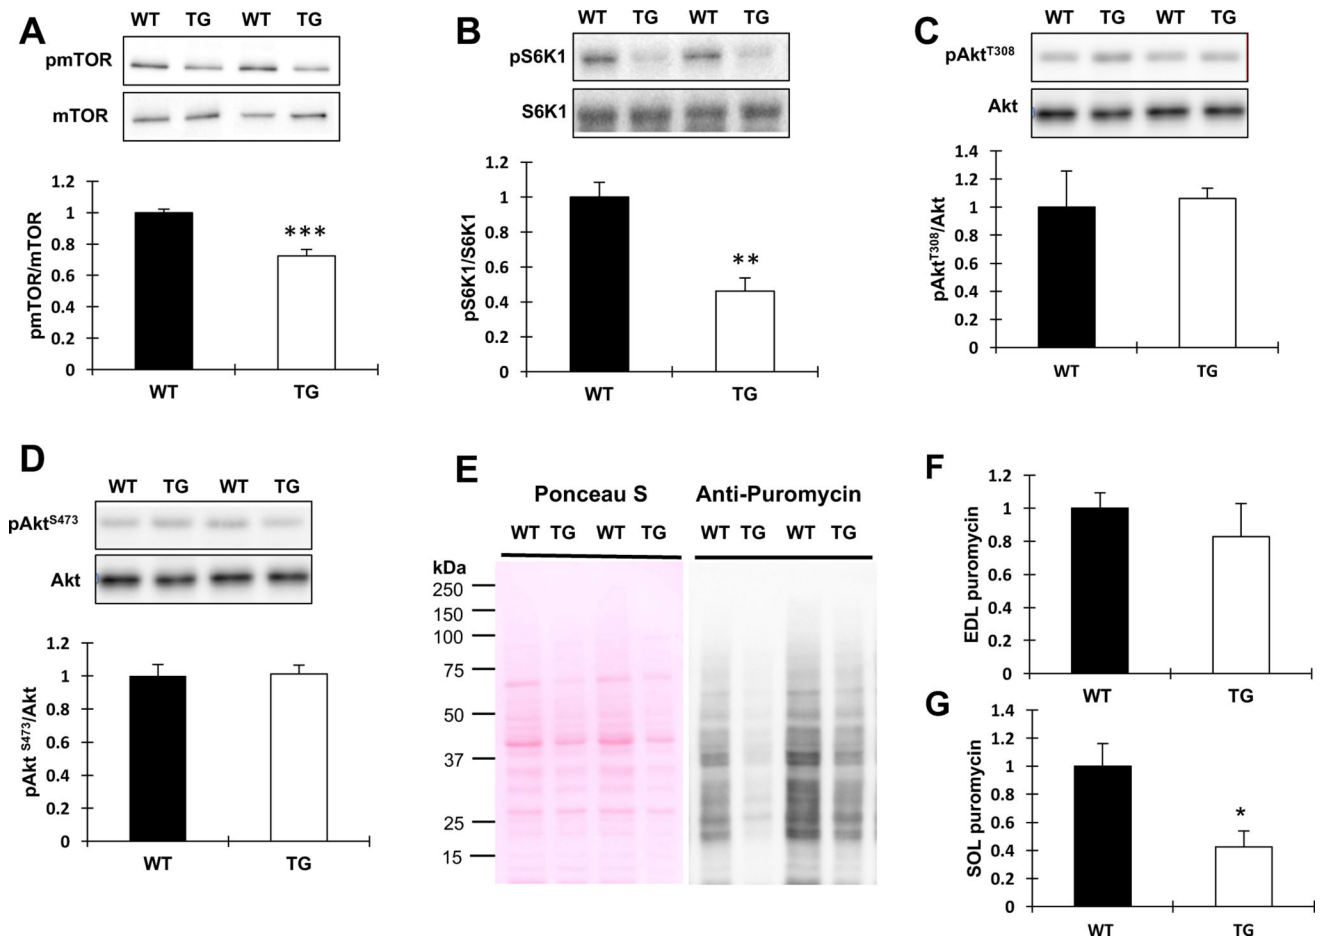 A
WT TG WT TG
pmTOR
mTOR
1.2
1
0.8
0.6
0.4
0.2
0
pmTOR/mTOR
***
WT TG
B
WT TG WT TG
pS6K1
S6K1
1.2
1
0.8
0.6
0.4
0.2
0
pS6K1/S6K1
**
WT TG
C
WT TG WT TG
pAktT308
Akt
1.4
1.2
1
0.8
0.6
0.4
0.2
0
pAktT308/Akt
WT TG
D
WT TG WT TG
pAktS473
Akt
1.2
1
0.8
0.6
0.4
0.2
0
pAkt S473/Akt
WT TG
E
Ponceau S Anti-Puromycin
WT TG WT TG WT TG WT TG
kDa
250
150
100
75
50
37
25
15
F
1.2
1
0.8
0.6
0.4
0.2
0
EDL puromycin
WT TG
G
1.4
1.2
1
0.8
0.6
0.4
0.2
0
SOL puromycin
*
WT TG